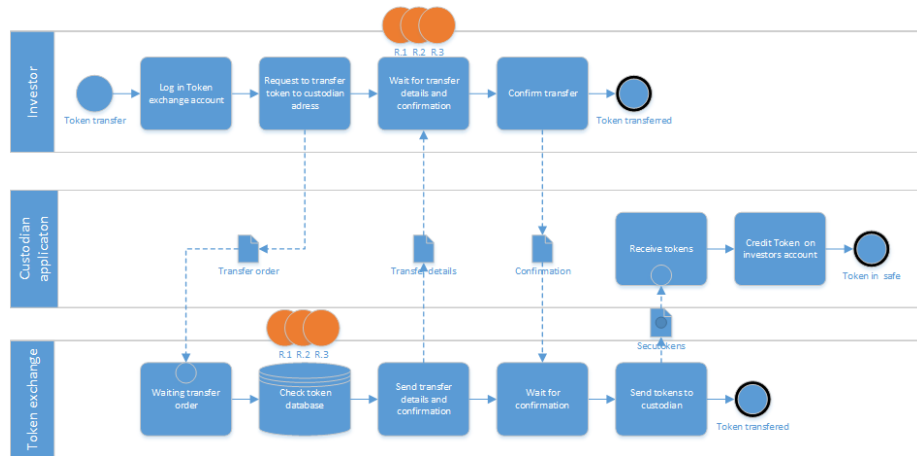 R.1 R.2 R.3
Investor
Log in Token
exchange account
Request to transfer
token to custodian
adress
Wait for transfer
details and
confirmation
Confirm transfer
Token transfer
Token transferred
Custodian
applicaton
Transfer order
Transfer details
Confirmation
Receive tokens
Credit Token on
investors account
Token in safe
Secutokens
R.1 R.2 R.3
Token exchange
Waiting transfer
order
Check token
database
Send transfer
details and
confirmation
Wait for
confirmation
Send tokens to
custodian
Token transfered